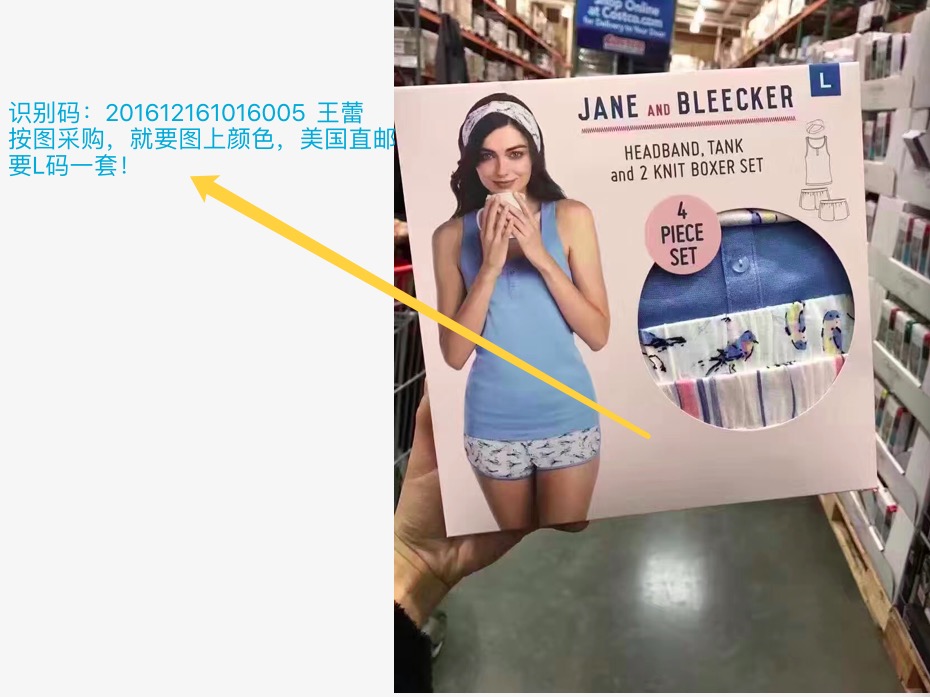 识别码：201612161016005 王蕾
按图采购，就要图上颜色，美国直邮
要L码一套！
Shop Online
at Costco.com
for Delivery to Your Door
L
JANE AND BLEECKER
HEADBAND, TANK
and 2 KNIT BOXER SET
4
PIECE
SET